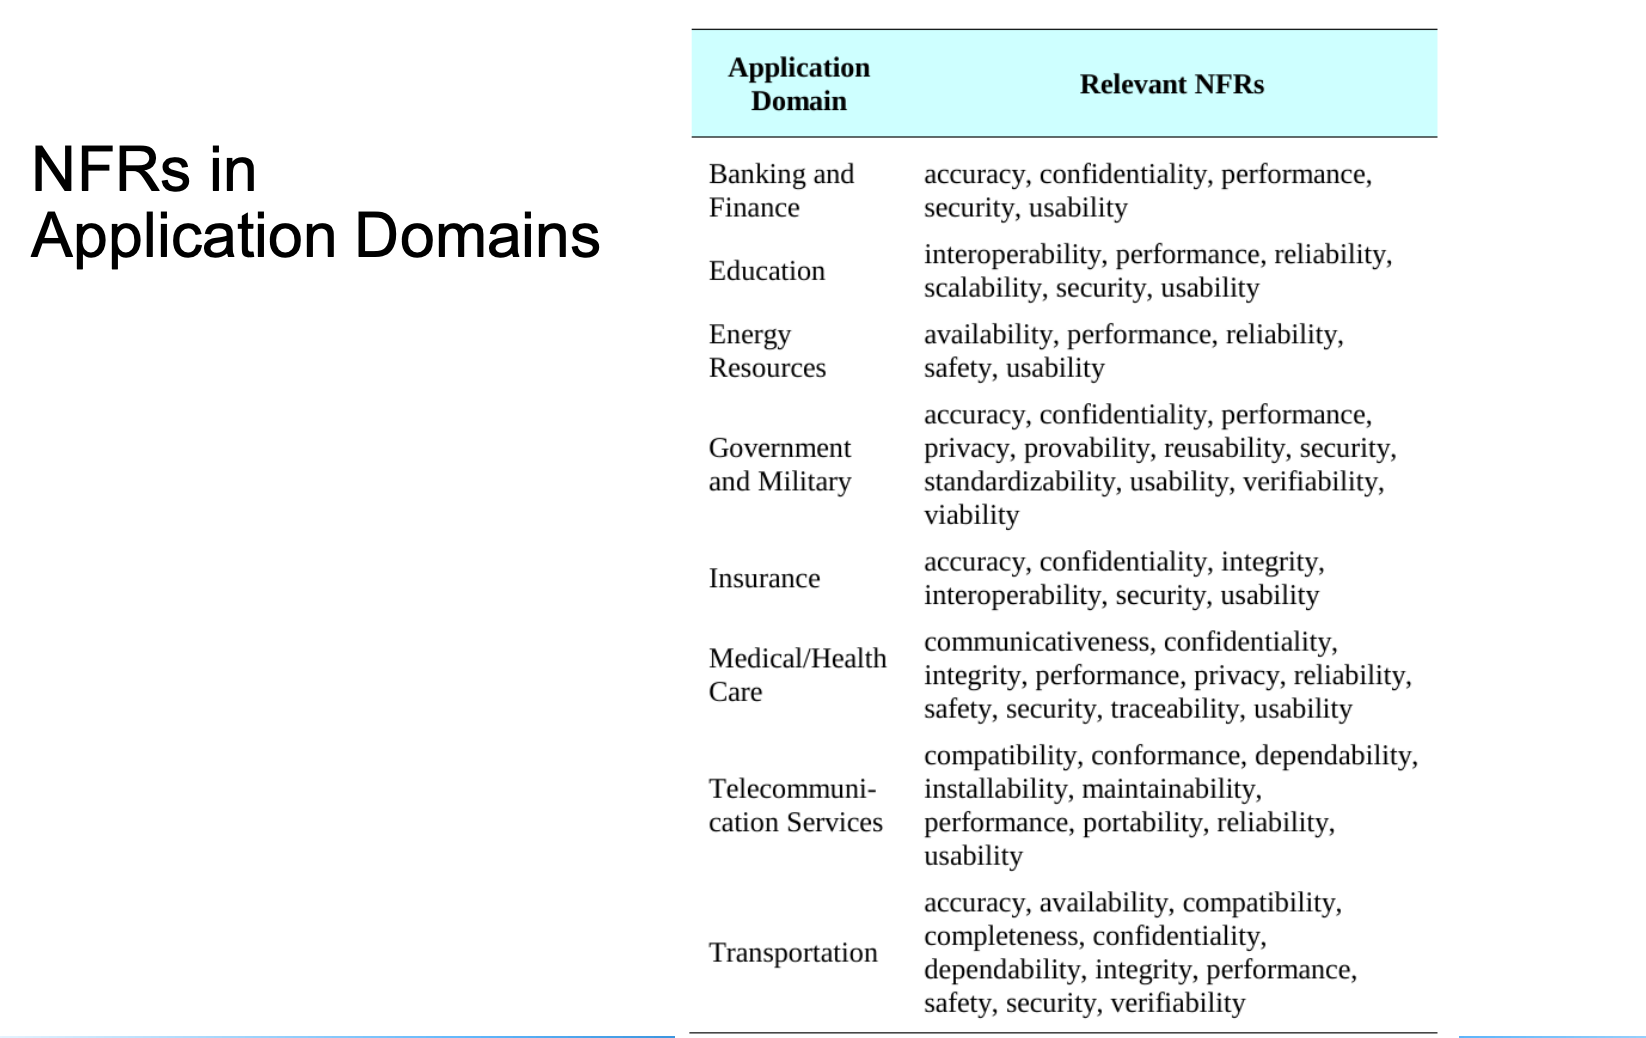 NFRs in
Application Domains
Application
Domain
Relevant NFRs
Banking and
Finance
accuracy, confidentiality, performance,
security, usability
Education
interoperability, performance, reliability,
scalability, security, usability
Energy
Resources
availability, performance, reliability,
safety, usability
Government
and Military
accuracy, confidentiality, performance,
privacy, provability, reusability, security,
standardizability, usability, verifiability,
viability
Insurance
accuracy, confidentiality, integrity,
interoperability, security, usability
Medical/Health
Care
communicativeness, confidentiality,
integrity, performance, privacy, reliability,
safety, security, traceability, usability
Telecommuni-
cation Services
compatibility, conformance, dependability,
installability, maintainability,
performance, portability, reliability,
usability
Transportation
accuracy, availability, compatibility,
completeness, confidentiality,
dependability, integrity, performance,
safety, security, verifiability